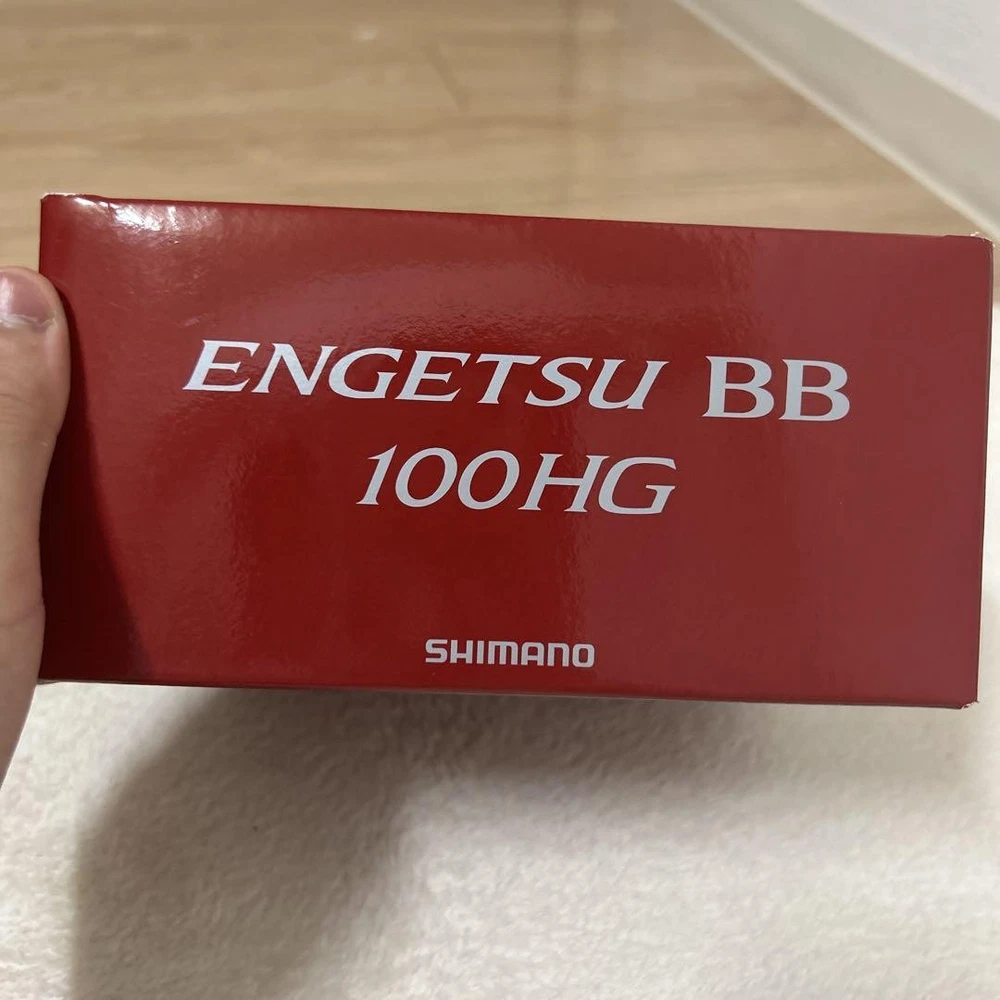 ENGETSU BB
100HG
SHIMANO